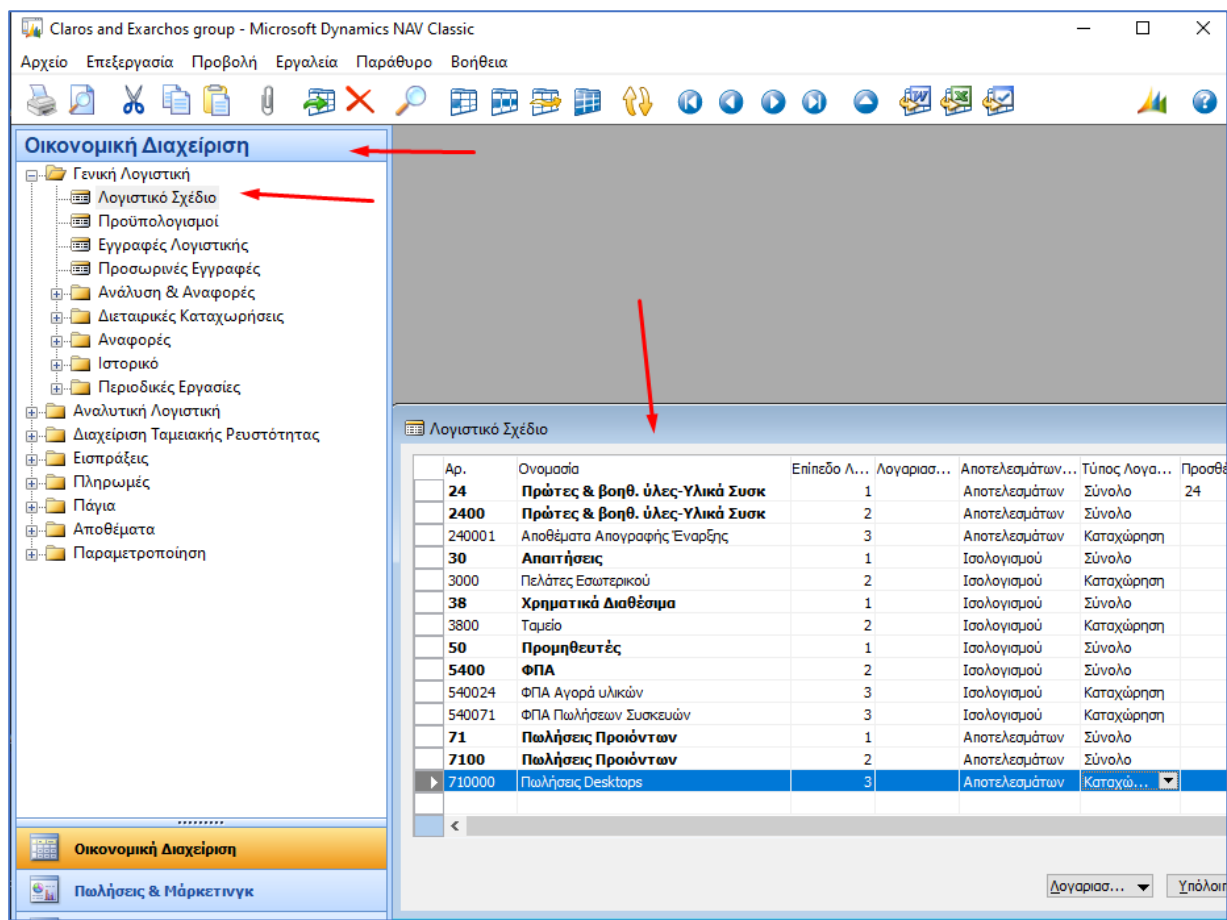 Claros and Exarchos group - Microsoft Dynamics NAV Classic
Αρχείο Επεξεργασία Προβολή Εργαλεία Παράθυρο Βοήθεια
Οικονομική Διαχείριση
Γενική Λογιστική
Λογιστικό Σχέδιο
Προϋπολογισμοί
Εγγραφές Λογιστικής
Προσωρινές Εγγραφές
Ανάλυση & Αναφορές
Διεταιρικές Καταχωρήσεις
Αναφορές
Ιστορικό
Περιοδικές Εργασίες
Αναλυτική Λογιστική
Διαχείριση Ταμειακής Ρευστότητας
Εισπράξεις
Πληρωμές
Πάγια
Αποθέματα
Παραμετροποίηση
Οικονομική Διαχείριση
Πωλήσεις & Μάρκετινγκ
Λογιστικό Σχέδιο
Αρ. Ονομασία Επίπεδο Λ... Λογαριασ... Αποτελεσμάτων... Τύπος Λογα... Προσθέ
24 Πρώτες & βοηθ. ύλες-Υλικά Συσκ 1 Αποτελεσμάτων Σύνολο 24
2400 Πρώτες & βοηθ. ύλες-Υλικά Συσκ 2 Αποτελεσμάτων Σύνολο
240001 Αποθέματα Απογραφής Έναρξης 3 Αποτελεσμάτων Καταχώρηση
30 Απαιτήσεις 1 Ισολογισμού Σύνολο
3000 Πελάτες Εσωτερικού 2 Ισολογισμού Καταχώρηση
38 Χρηματικά Διαθέσιμα 1 Ισολογισμού Σύνολο
3800 Ταμείο 2 Ισολογισμού Καταχώρηση
50 Προμηθευτές 1 Ισολογισμού Σύνολο
5400 ΦΠΑ 2 Ισολογισμού Σύνολο
540024 ΦΠΑ Αγορά υλικών 3 Ισολογισμού Καταχώρηση
540071 ΦΠΑ Πωλήσεων Συσκευών 3 Ισολογισμού Καταχώρηση
71 Πωλήσεις Προιόντων 1 Αποτελεσμάτων Σύνολο
7100 Πωλήσεις Προιόντων 2 Αποτελεσμάτων Σύνολο
710000 Πωλήσεις Desktops 3 Αποτελεσμάτων Καταχώ...
Λογαριασ... Υπόλοιπ